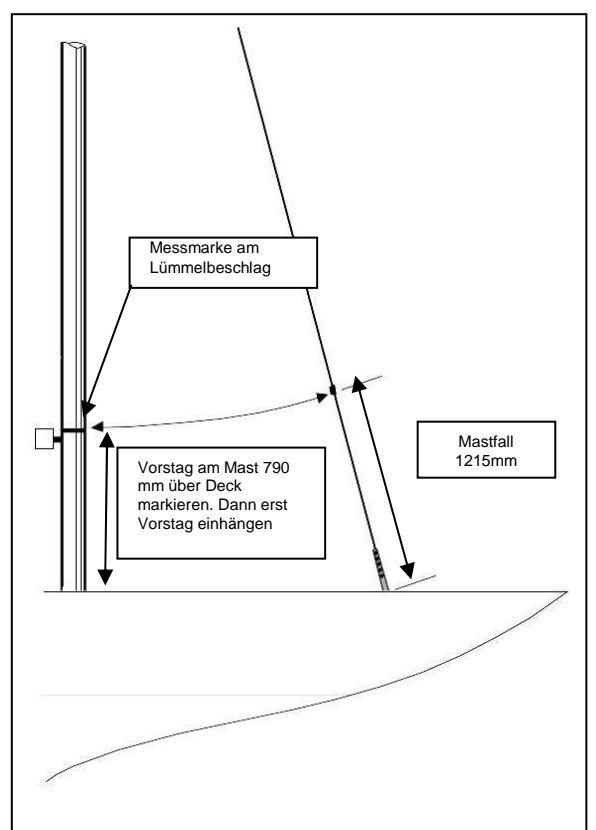 Messmarke am
Lümmelbeschlag
Vorstag am Mast 790
mm über Deck
markieren. Dann erst
Vorstag einhängen
Mastfall
1215mm